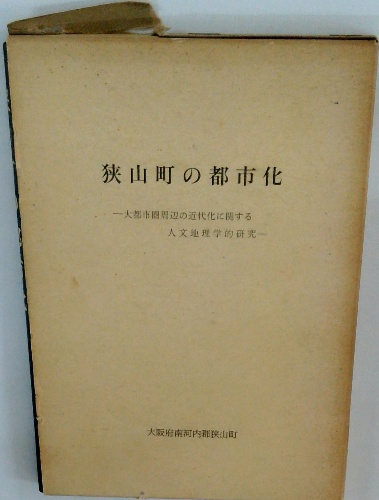 狭山町の都市化
―大都市圏周辺の近代化に関する
人文地理学的研究―
大阪府南河内郡狭山町